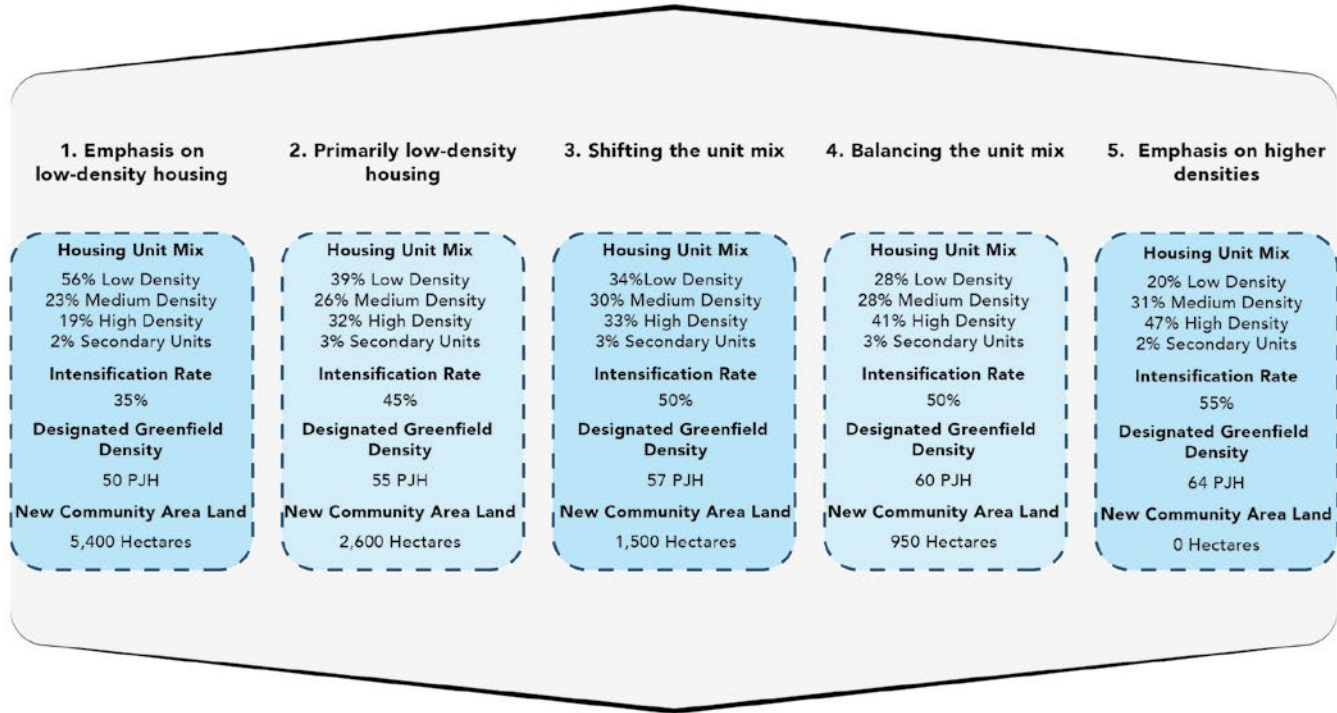 1. Emphasis on
low-density housing
Housing Unit Mix
56% Low Density
23% Medium Density
19% High Density
2% Secondary Units
Intensification Rate
35%
Designated Greenfield
Density
50 PJH
New Community Area Land
5,400 Hectares
2. Primarily low-density
housing
Housing Unit Mix
39% Low Density
26% Medium Density
32% High Density
3% Secondary Units
Intensification Rate
45%
Designated Greenfield
Density
55 PJH
New Community Area Land
2,600 Hectares
3. Shifting the unit mix
Housing Unit Mix
34%Low Density
30% Medium Density
33% High Density
3% Secondary Units
Intensification Rate
50%
Designated Greenfield
Density
57 PJH
New Community Area Land
1,500 Hectares
4. Balancing the unit mix
Housing Unit Mix
28% Low Density
28% Medium Density
41% High Density
3% Secondary Units
Intensification Rate
50%
Designated Greenfield
Density
60 PJH
New Community Area Land
950 Hectares
5. Emphasis on higher
densities
Housing Unit Mix
20% Low Density
31% Medium Density
47% High Density
2% Secondary Units
Intensification Rate
55%
Designated Greenfield
Density
64 PJH
New Community Area Land
0 Hectares